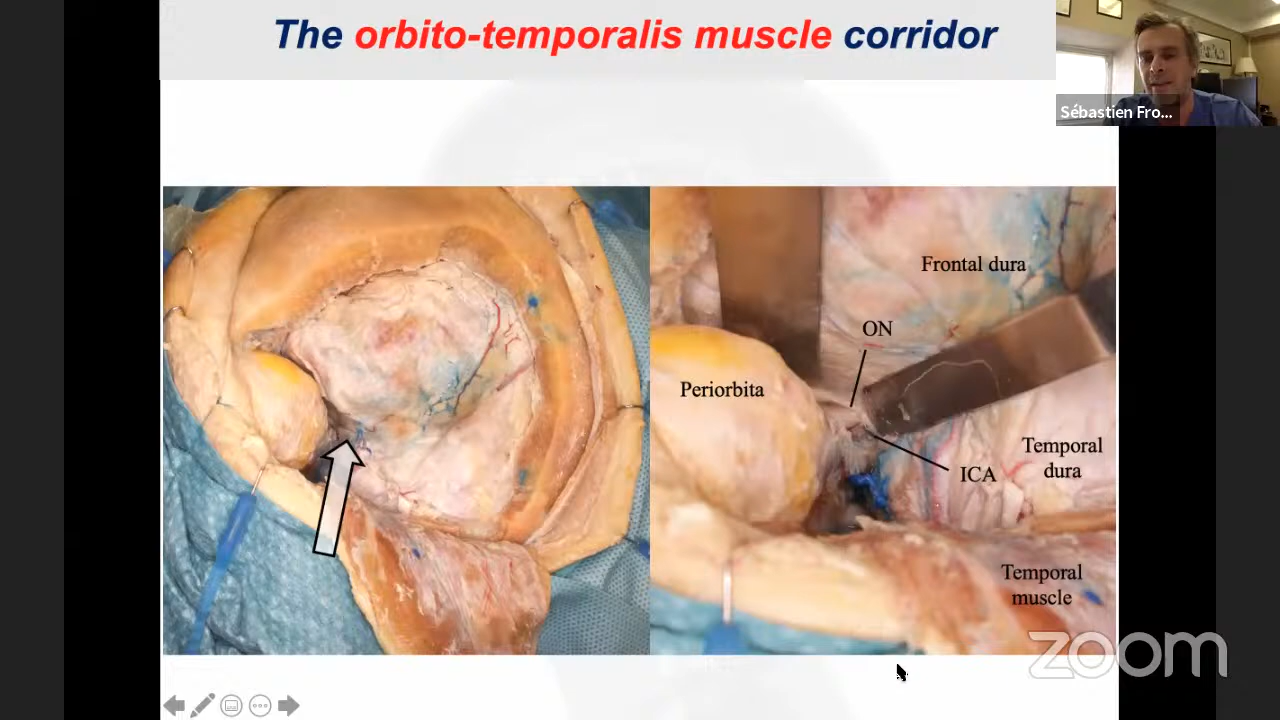 The orbito-temporalis muscle corridor
Sébastien Fro...
Frontal dura
ON
Periorbita
Temporal
dura
ICA
Temporal
muscle
zoom